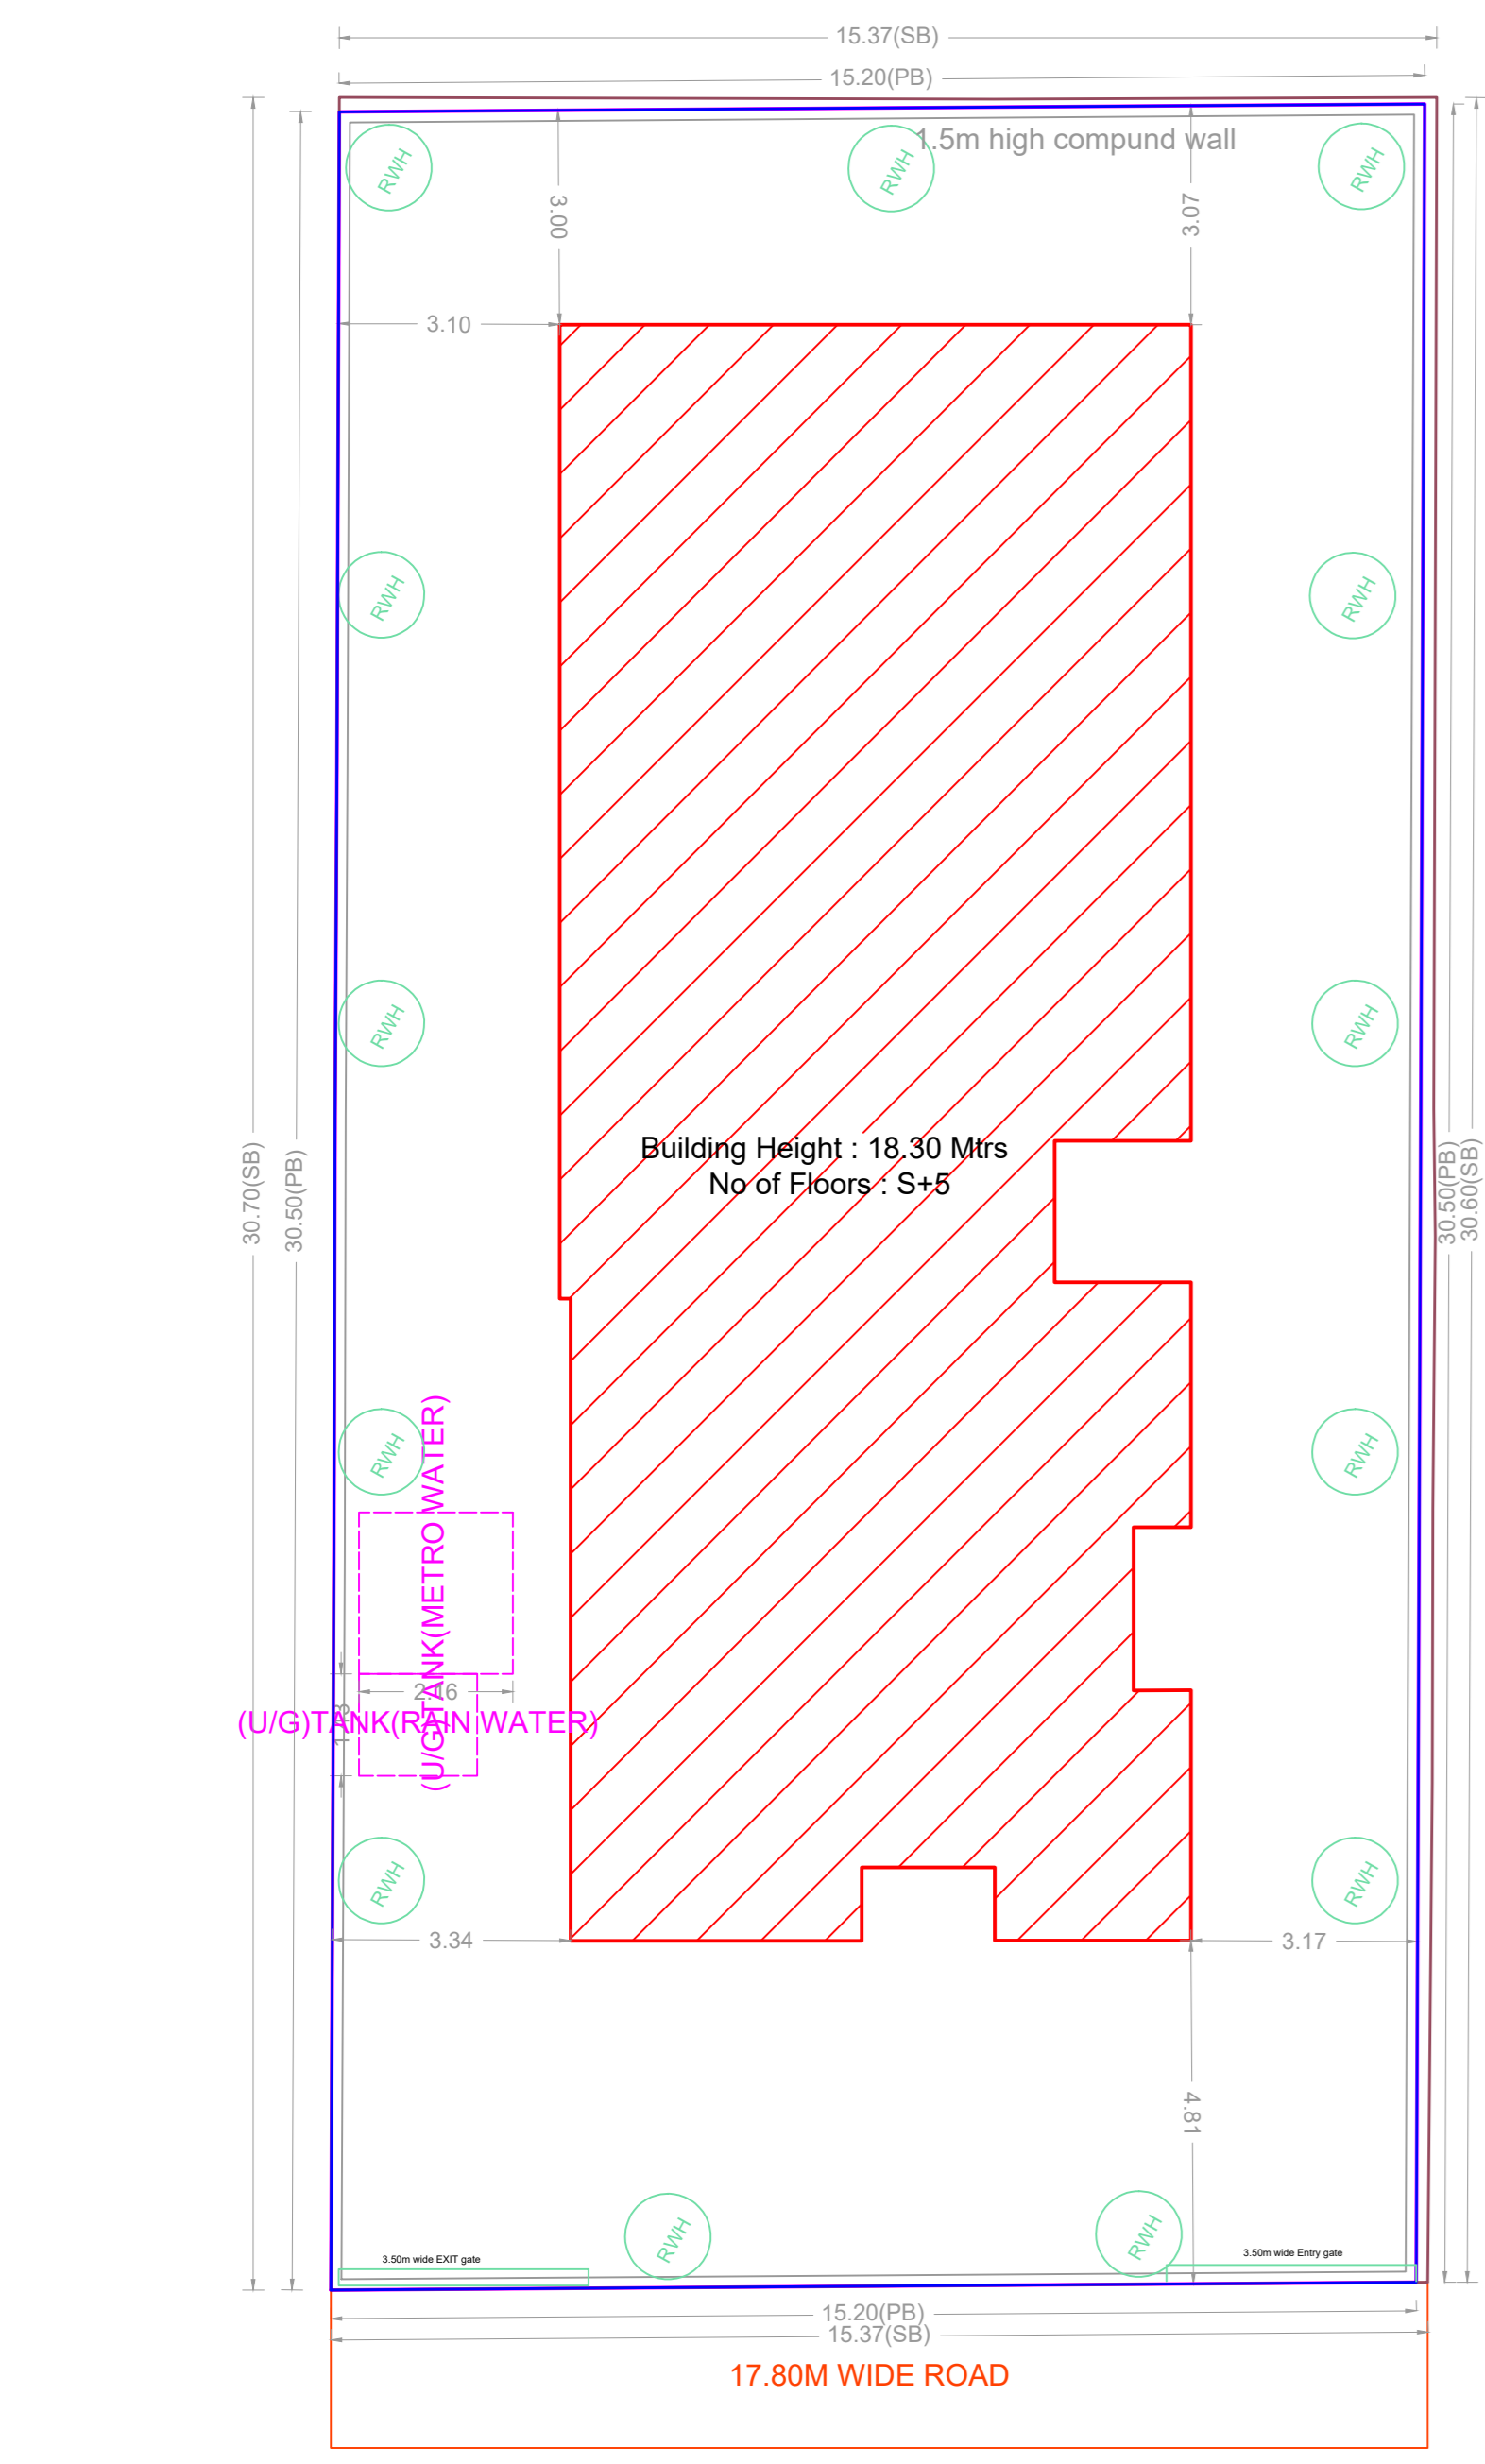 15.37(SB)
15.20(PB)
1.5m high compund wall
RWH
RWH
RWH
3.00
3.07
3.10
RWH
RWH
RWH
RWH
Building Height : 18.30 Mtrs
No of Floors : S+5
30.70(SB)
30.50(PB)
30.50(PB)
30.60(SB)
RWH
RWH
(U/G)TANK(METRO WATER)
2.16
(U/G)TANK(RAIN WATER)
RWH
RWH
3.34
3.17
4.81
RWH
RWH
3.50m wide EXIT gate
3.50m wide Entry gate
15.20(PB)
15.37(SB)
17.80M WIDE ROAD